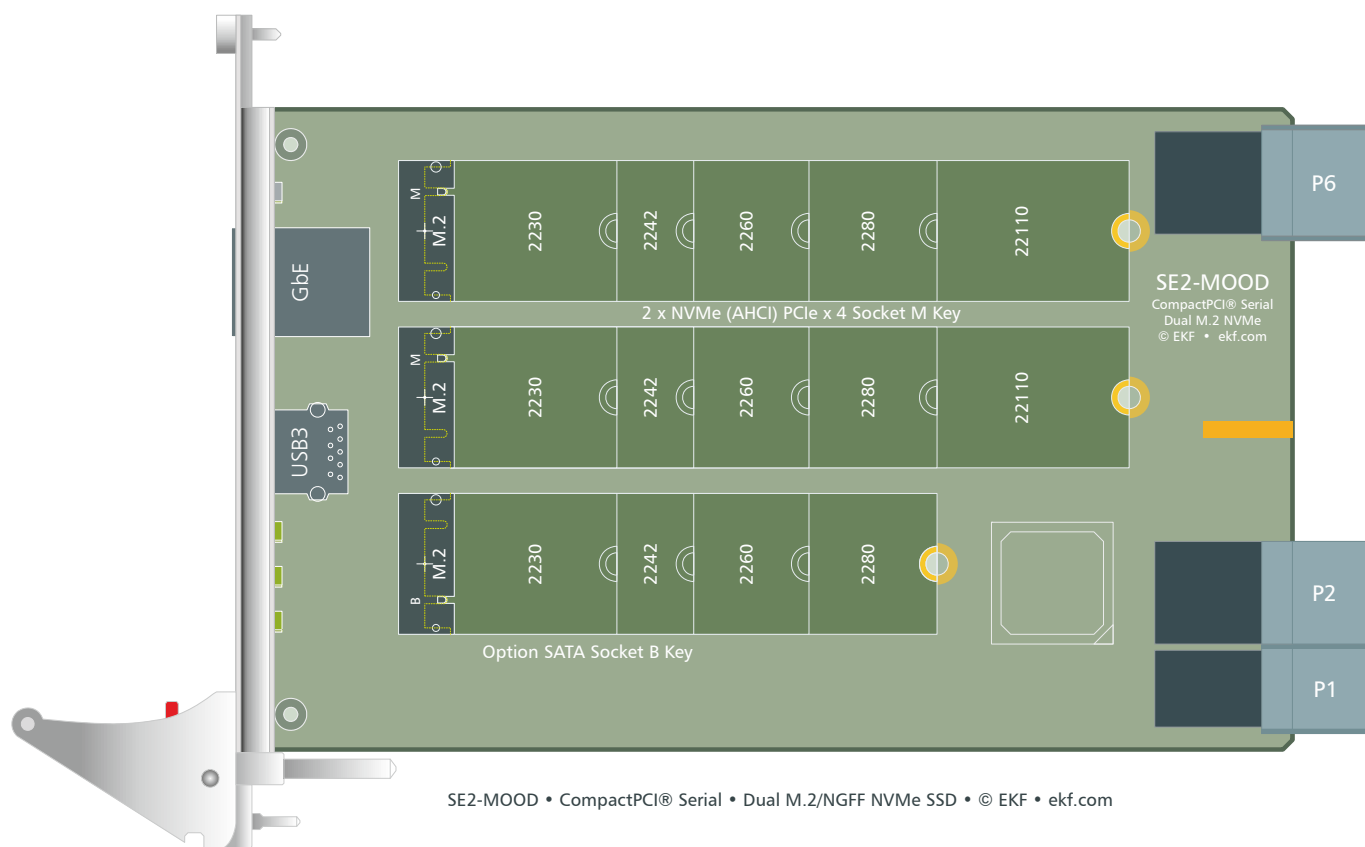 P6
M
M.2
2230
2242
2260
2280
22110
GbE
SE2-MOOD
CompactPCI® Serial
Dual M.2 NVMe
© EKF • ekf.com
2 x NVMe (AHCI) PCIe x 4 Socket M Key
M
M.2
2230
2242
2260
2280
22110
USB3
B
M.2
2230
2242
2260
2280
P2
Option SATA Socket B Key
P1
SE2-MOOD • CompactPCI® Serial • Dual M.2/NGFF NVMe SSD • © EKF • ekf.com